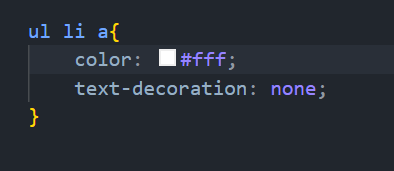 ul li a{
    color: #fff;
    text-decoration: none;
}